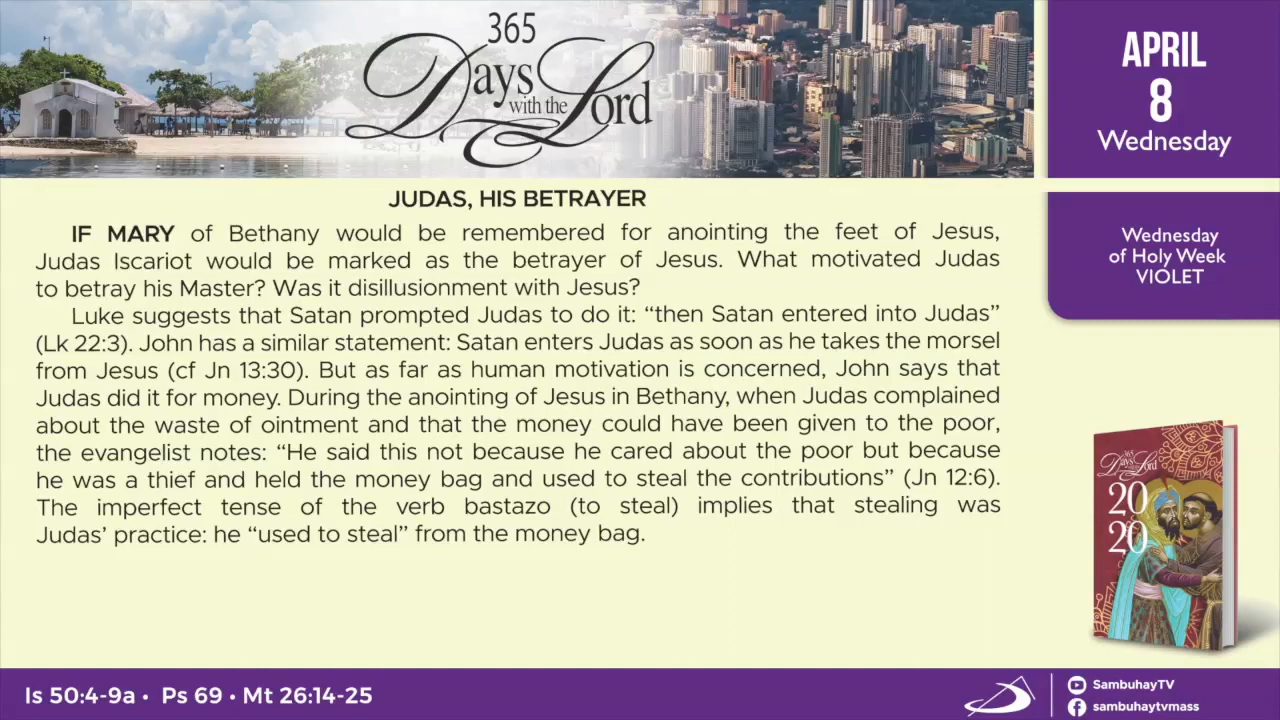 365
Days
with the
Lord
APRIL
8
Wednesday
Wednesday
of Holy Week
VIOLET
JUDAS, HIS BETRAYER
IF MARY of Bethany would be remembered for anointing the feet of Jesus,
Judas Iscariot would be marked as the betrayer of Jesus. What motivated Judas
to betray his Master? Was it disillusionment with Jesus?
Luke suggests that Satan prompted Judas to do it: “then Satan entered into Judas”
(Lk 22:3). John has a similar statement: Satan enters Judas as soon as he takes the morsel
from Jesus (cf Jn 13:30). But as far as human motivation is concerned, John says that
Judas did it for money. During the anointing of Jesus in Bethany, when Judas complained
about the waste of ointment and that the money could have been given to the poor,
the evangelist notes: “He said this not because he cared about the poor but because
he was a thief and held the money bag and used to steal the contributions” (Jn 12:6).
The imperfect tense of the verb bastazo (to steal) implies that stealing was
Judas’ practice: he “used to steal” from the money bag.
365
Days
with the
Lord
20
20
Is 50:4-9a • Ps 69 • Mt 26:14-25
SambuhayTV
sambuhaytvmass